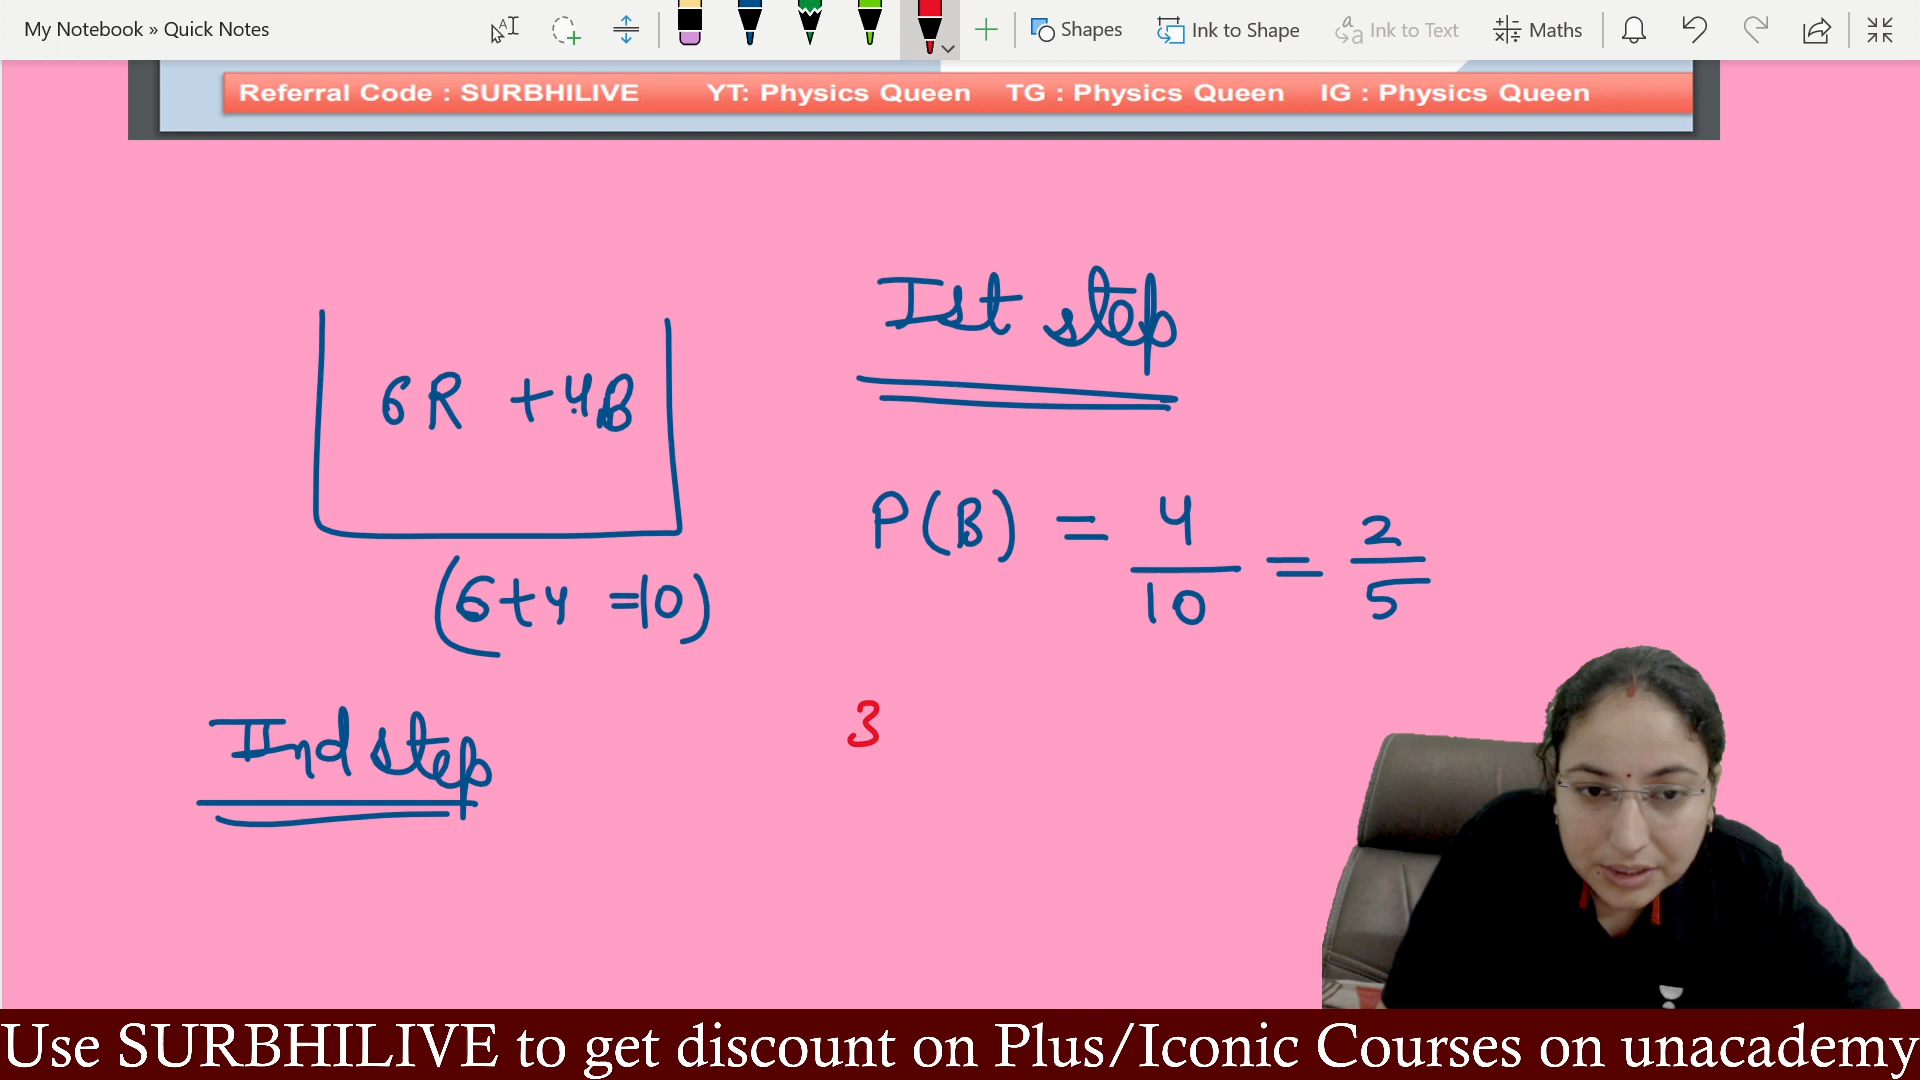 My Notebook » Quick Notes
Shapes
Ink to Shape
Ink to Text
Maths
Referral Code : SURBHILIVE YT: Physics Queen TG : Physics Queen IG : Physics Queen
Ist step
6R + 4B
P(B) = 4/10 = 2/5
(6+4 =10)
3
IInd step
Use SURBHILIVE to get discount on Plus/Iconic Courses on unacademy